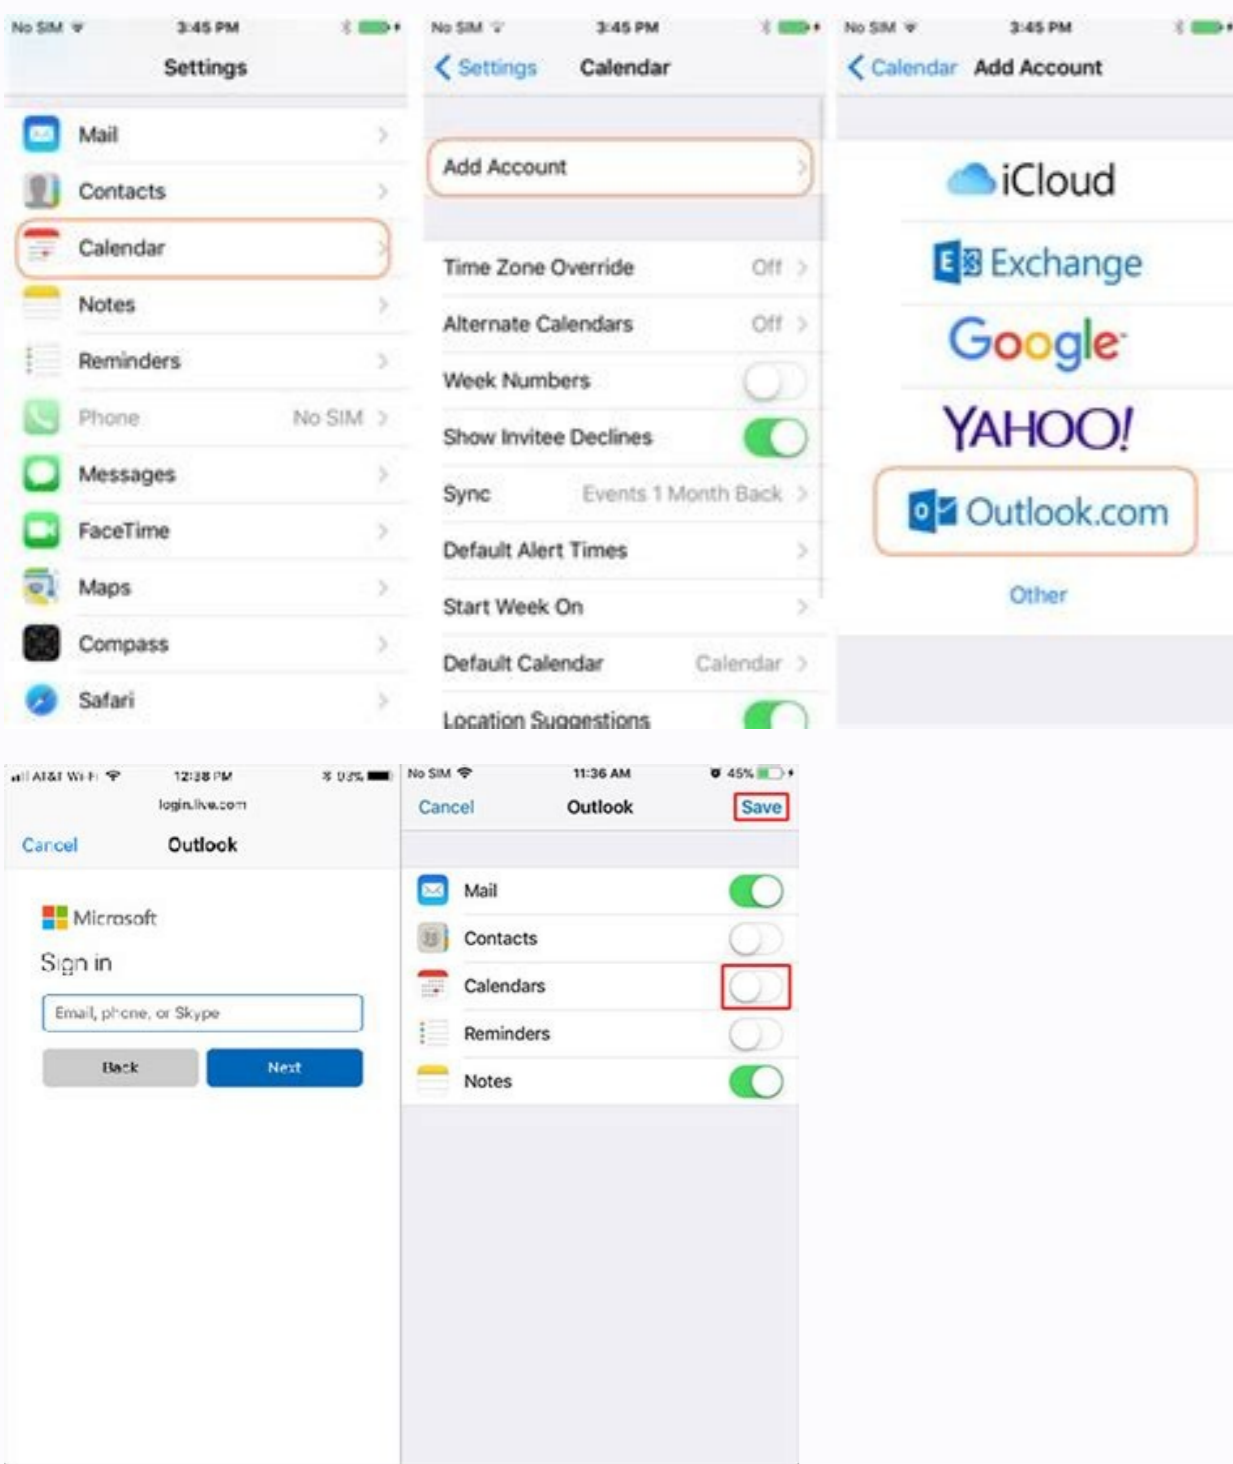 No SIM 3:45 PM
Settings
Mail
Contacts
Calendar
Notes
Reminders
Phone No SIM
Messages
FaceTime
Maps
Compass
Safari
No SIM 3:45 PM
Settings Calendar
Add Account
Time Zone Override Off
Alternate Calendars Off
Week Numbers
Show Invitee Declines
Sync Events 1 Month Back
Default Alert Times
Start Week On
Default Calendar Calendar
Location Suggestions
No SIM 3:45 PM
Calendar Add Account
iCloud
E Exchange
Google
YAHOO!
O Outlook.com
Other
AT&T Wi-Fi 12:38 PM 93%
login.live.com
Cancel Outlook
Microsoft
Sign in
Email, phone, or Skype
Back Next
No SIM 11:36 AM 45%
Cancel Outlook Save
Mail
Contacts
Calendars
Reminders
Notes